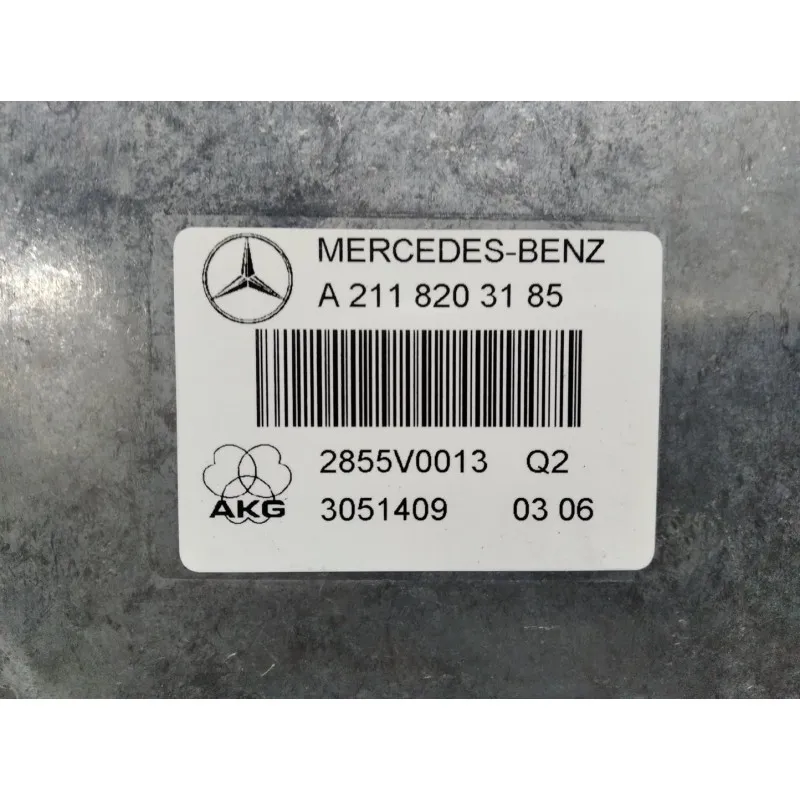 MERCEDES-BENZ
A 211 820 31 85
2855V0013 Q2
AKG 3051409 03 06